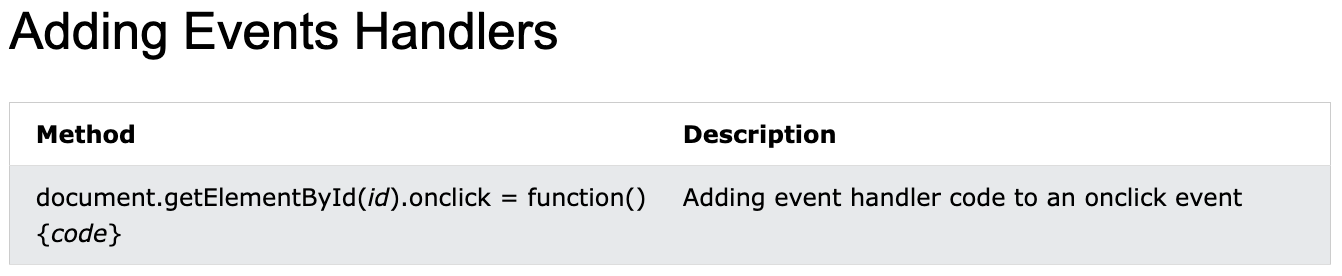 Adding Events Handlers
Method Description
document.getElementById(id).onclick = function() Adding event handler code to an onclick event
{code}